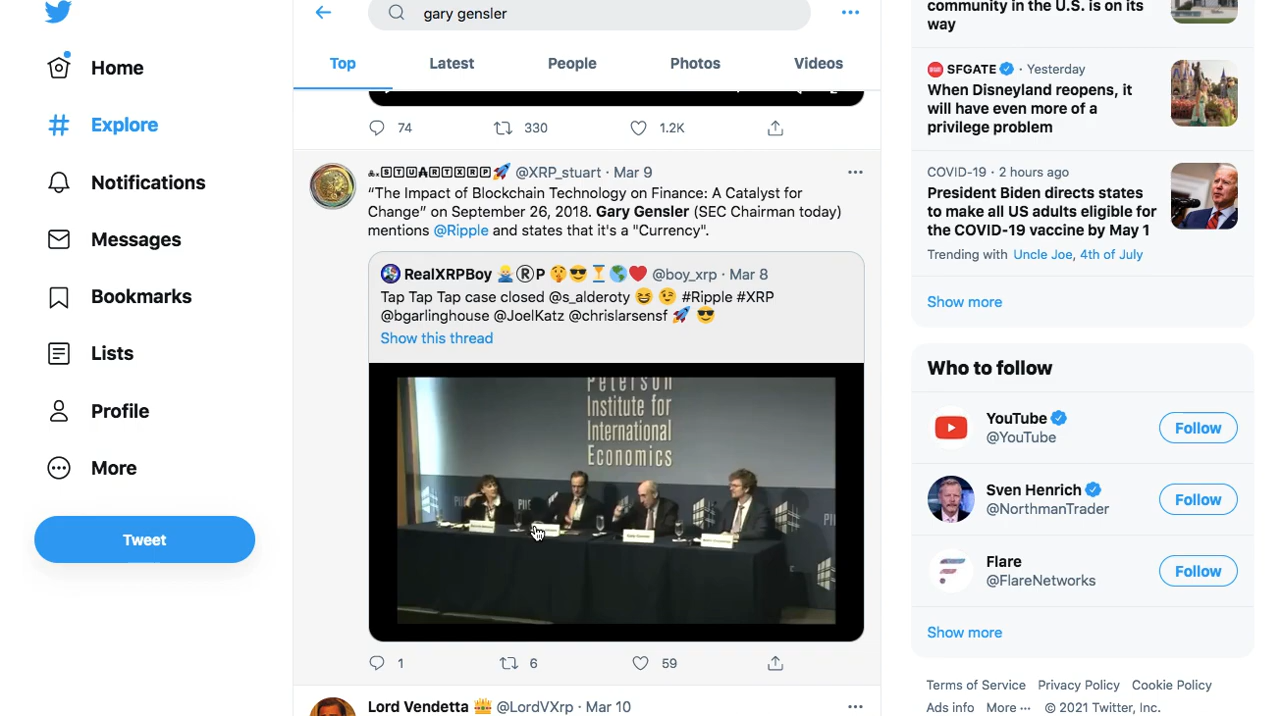 gary gensler
Home
Explore
Notifications
Messages
Bookmarks
Lists
Profile
More
Tweet
Top
Latest
People
Photos
Videos
74
330
1.2K
🅂🅃🅄₳🅁🅃🅇🅁🄿🚀 @XRP_stuart · Mar 9
“The Impact of Blockchain Technology on Finance: A Catalyst for
Change” on September 26, 2018. Gary Gensler (SEC Chairman today)
mentions @Ripple and states that it's a "Currency".
RealXRPBoy 🙍‍♂️ⓇP 🤫😎⏳🌎❤️ @boy_xrp · Mar 8
Tap Tap Tap case closed @s_alderoty 😆 😉 #Ripple #XRP
@bgarlinghouse @JoelKatz @chrislarsensf 🚀 😎
Show this thread
Peterson
Institute for
International
Economics
1
6
59
Lord Vendetta 👑 @LordVXrp · Mar 10
community in the U.S. is on its
way
SFGATE · Yesterday
When Disneyland reopens, it
will have even more of a
privilege problem
COVID-19 · 2 hours ago
President Biden directs states
to make all US adults eligible for
the COVID-19 vaccine by May 1
Trending with Uncle Joe, 4th of July
Show more
Who to follow
YouTube
@YouTube
Follow
Sven Henrich
@NorthmanTrader
Follow
Flare
@FlareNetworks
Follow
Show more
Terms of Service Privacy Policy Cookie Policy
Ads info More ··· © 2021 Twitter, Inc.